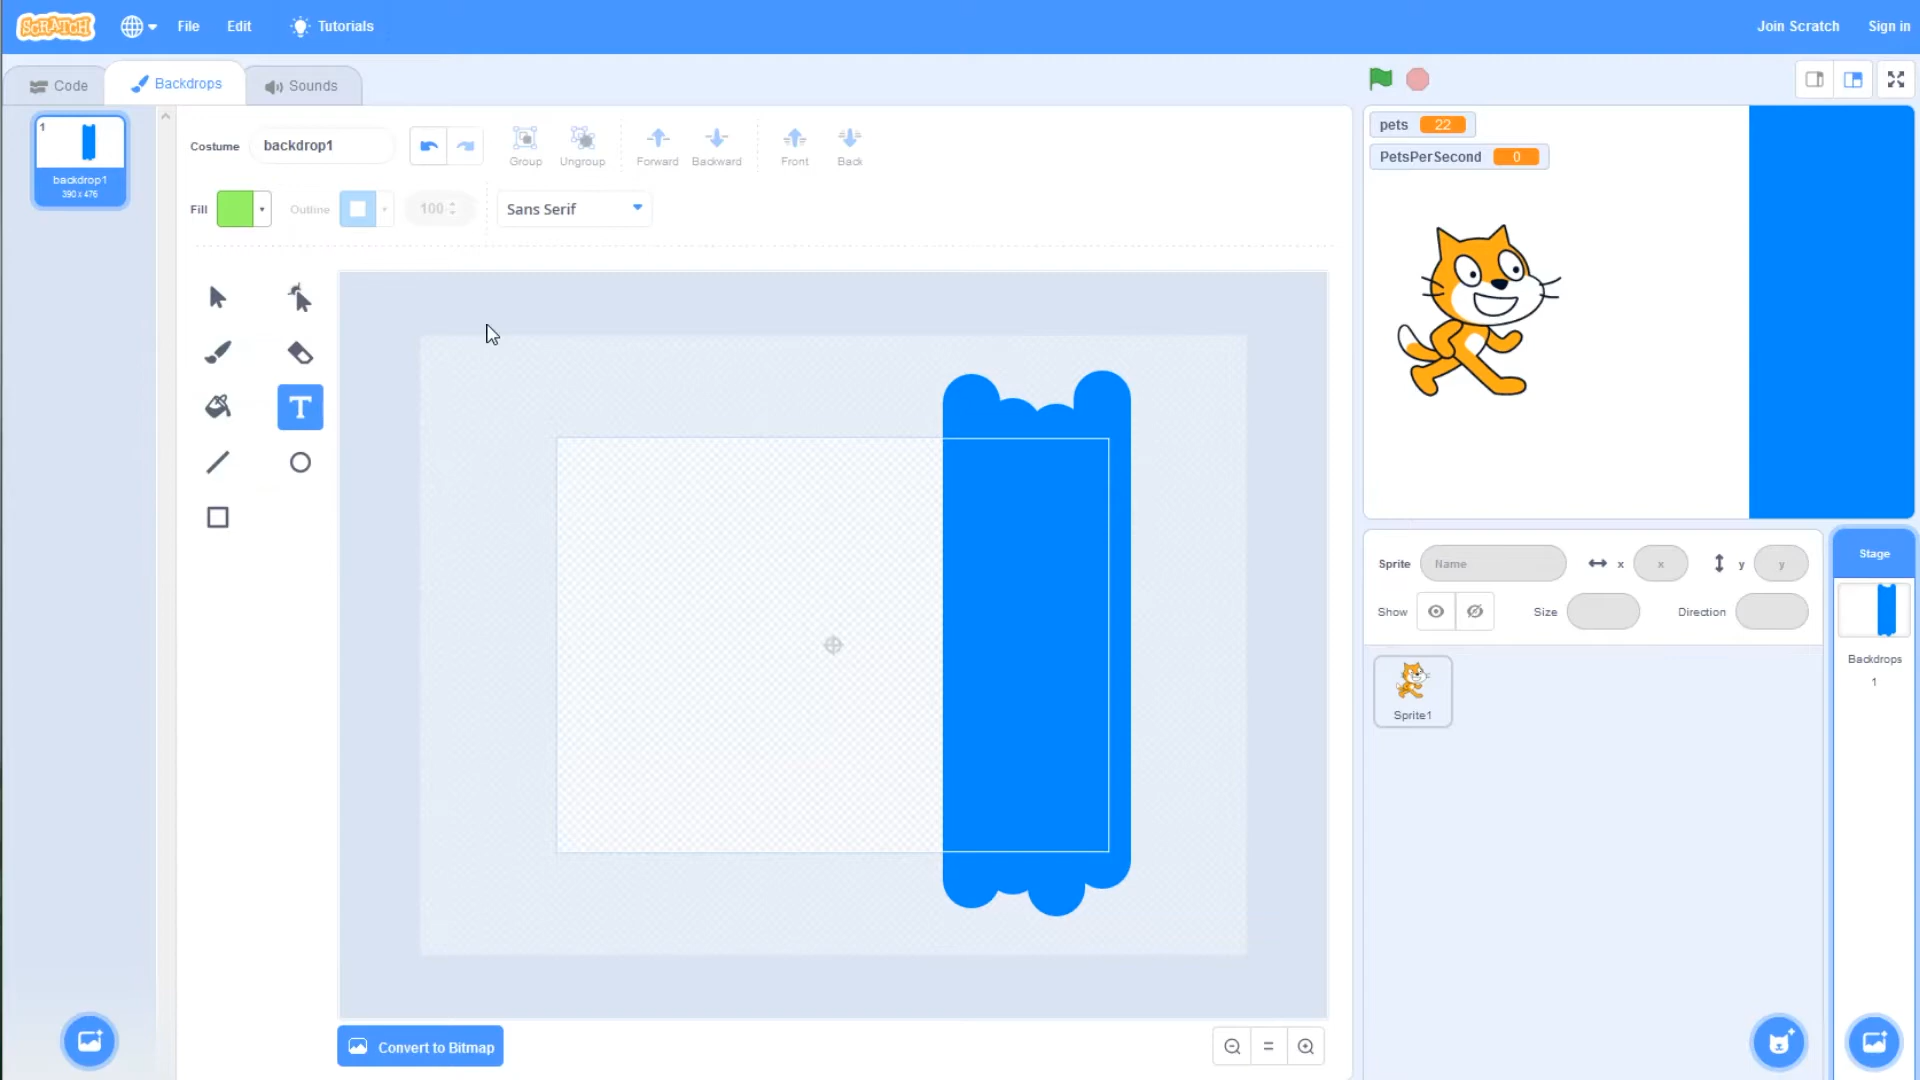 SCRATCH File Edit Tutorials Join Scratch Sign in
Code Backdrops Sounds
1
backdrop1
390 x 476
Costume backdrop1
Group Ungroup Forward Backward Front Back
Fill Outline 100 Sans Serif
T
Convert to Bitmap
pets 22
PetsPerSecond 0
Sprite Name x x y y
Show Size Direction
Sprite1
Stage
Backdrops
1